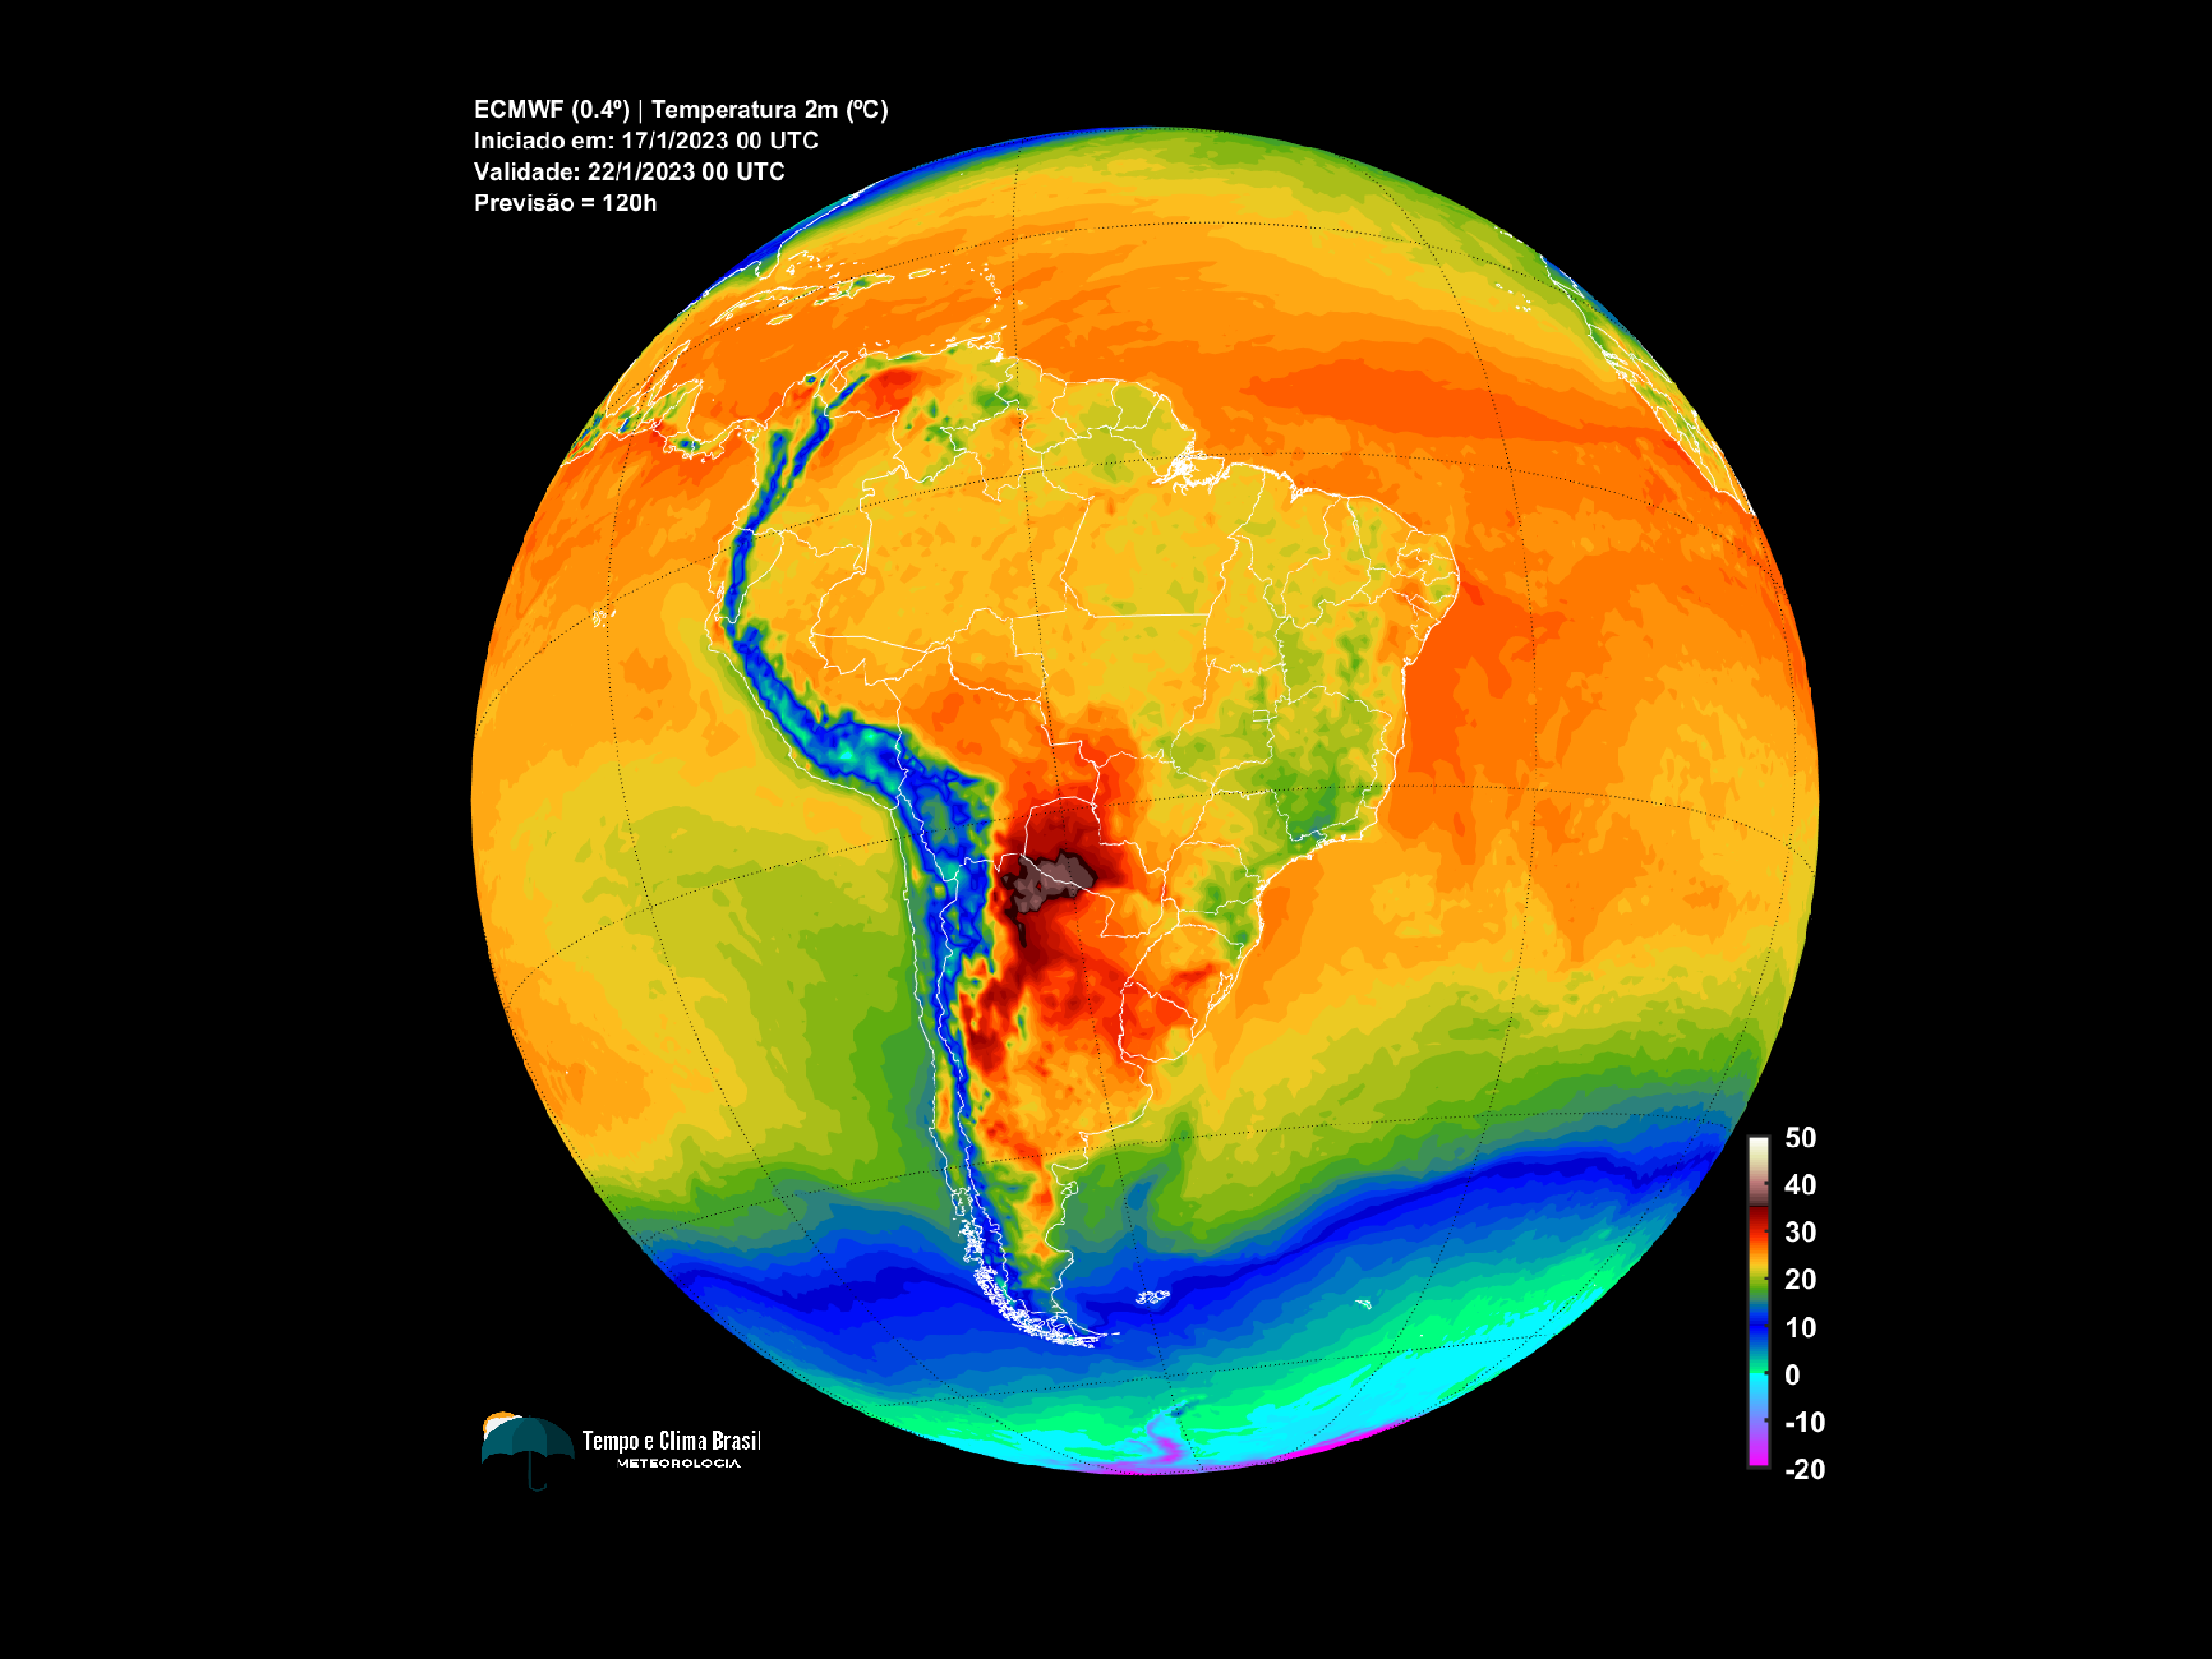 ECMWF (0.4º) | Temperatura 2m (ºC)
Iniciado em: 17/1/2023 00 UTC
Validade: 22/1/2023 00 UTC
Previsão = 120h
50
40
30
20
10
0
-10
-20
Tempo e Clima Brasil
METEOROLOGIA